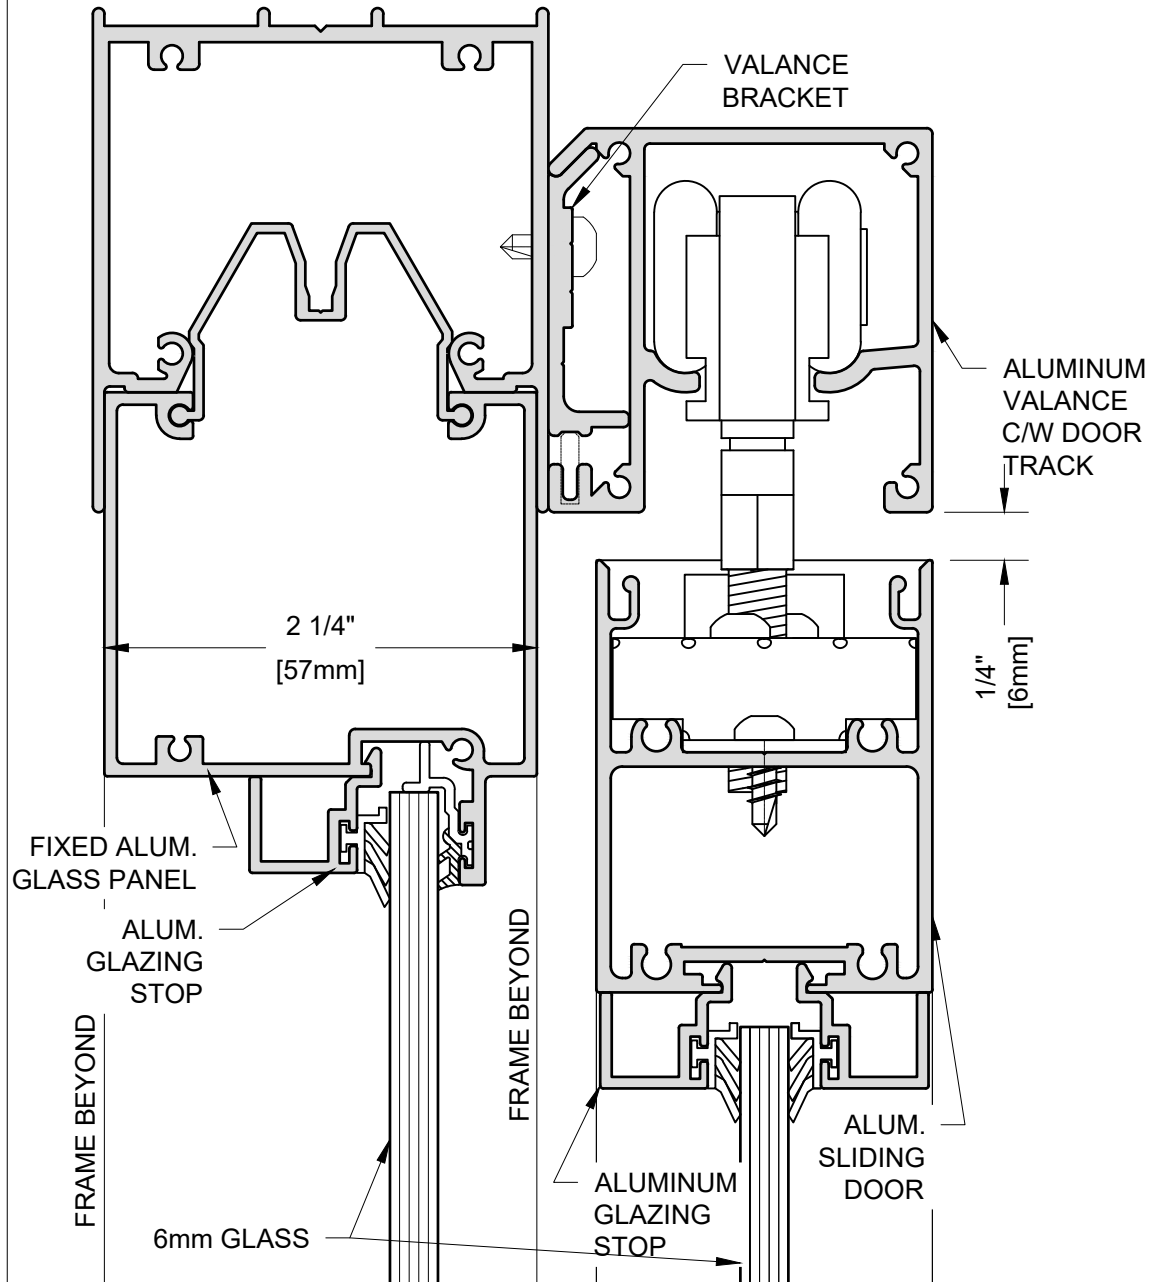 VALANCE
BRACKET
ALUMINUM
VALANCE
C/W DOOR
TRACK
2 1/4"
[57mm]
1/4"
[6mm]
FIXED ALUM.
GLASS PANEL
ALUM.
GLAZING
STOP
FRAME BEYOND
FRAME BEYOND
ALUM.
SLIDING
DOOR
ALUMINUM
GLAZING
STOP
6mm GLASS